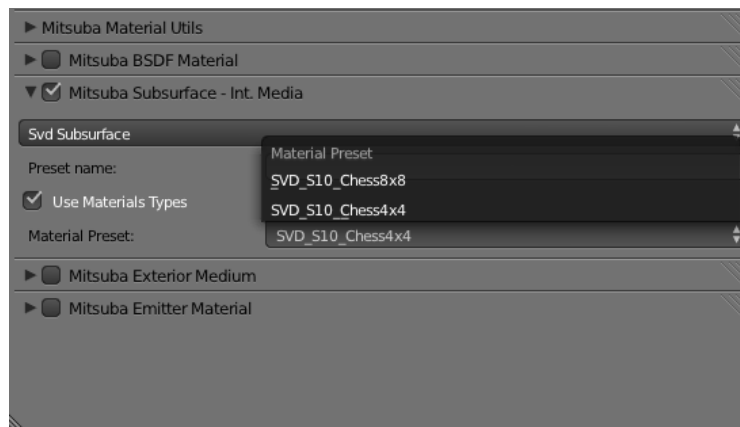 Mitsuba Material Utils
Mitsuba BSDF Material
Mitsuba Subsurface - Int. Media
Svd Subsurface
Material Preset
Preset name:
SVD_S10_Chess8x8
Use Materials Types
SVD_S10_Chess4x4
Material Preset: SVD_S10_Chess4x4
Mitsuba Exterior Medium
Mitsuba Emitter Material